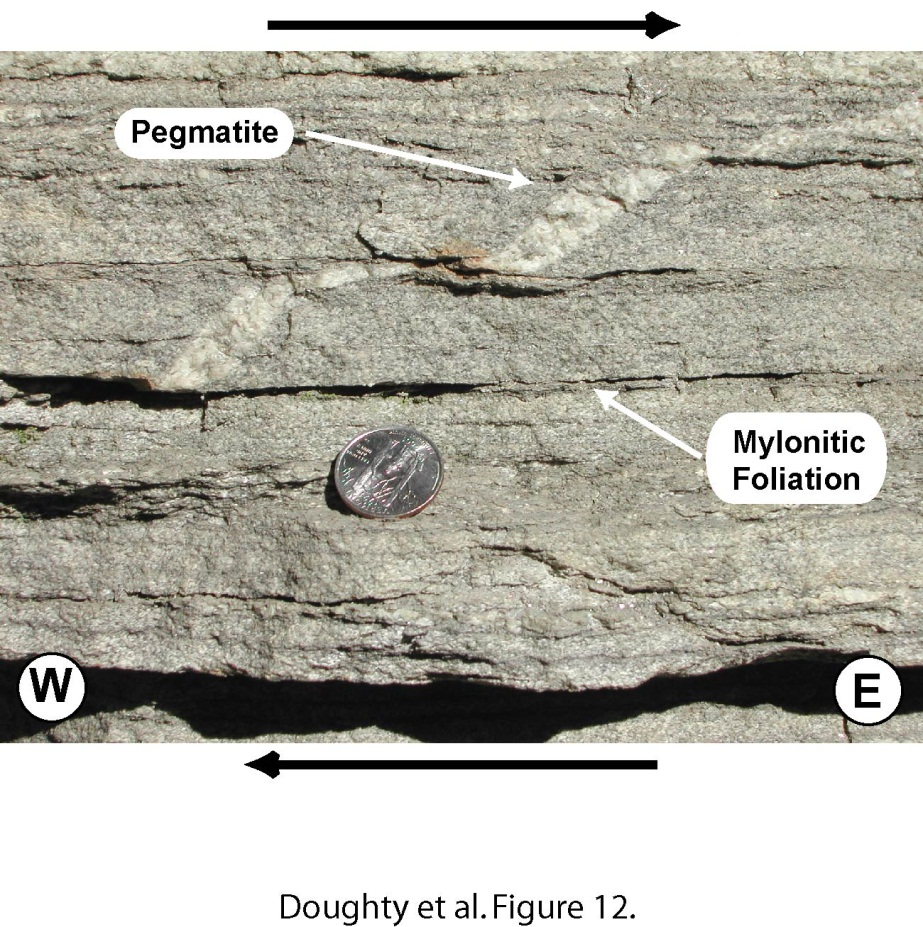 Pegmatite
Mylonitic
Foliation
W
E
Doughty et al. Figure 12.